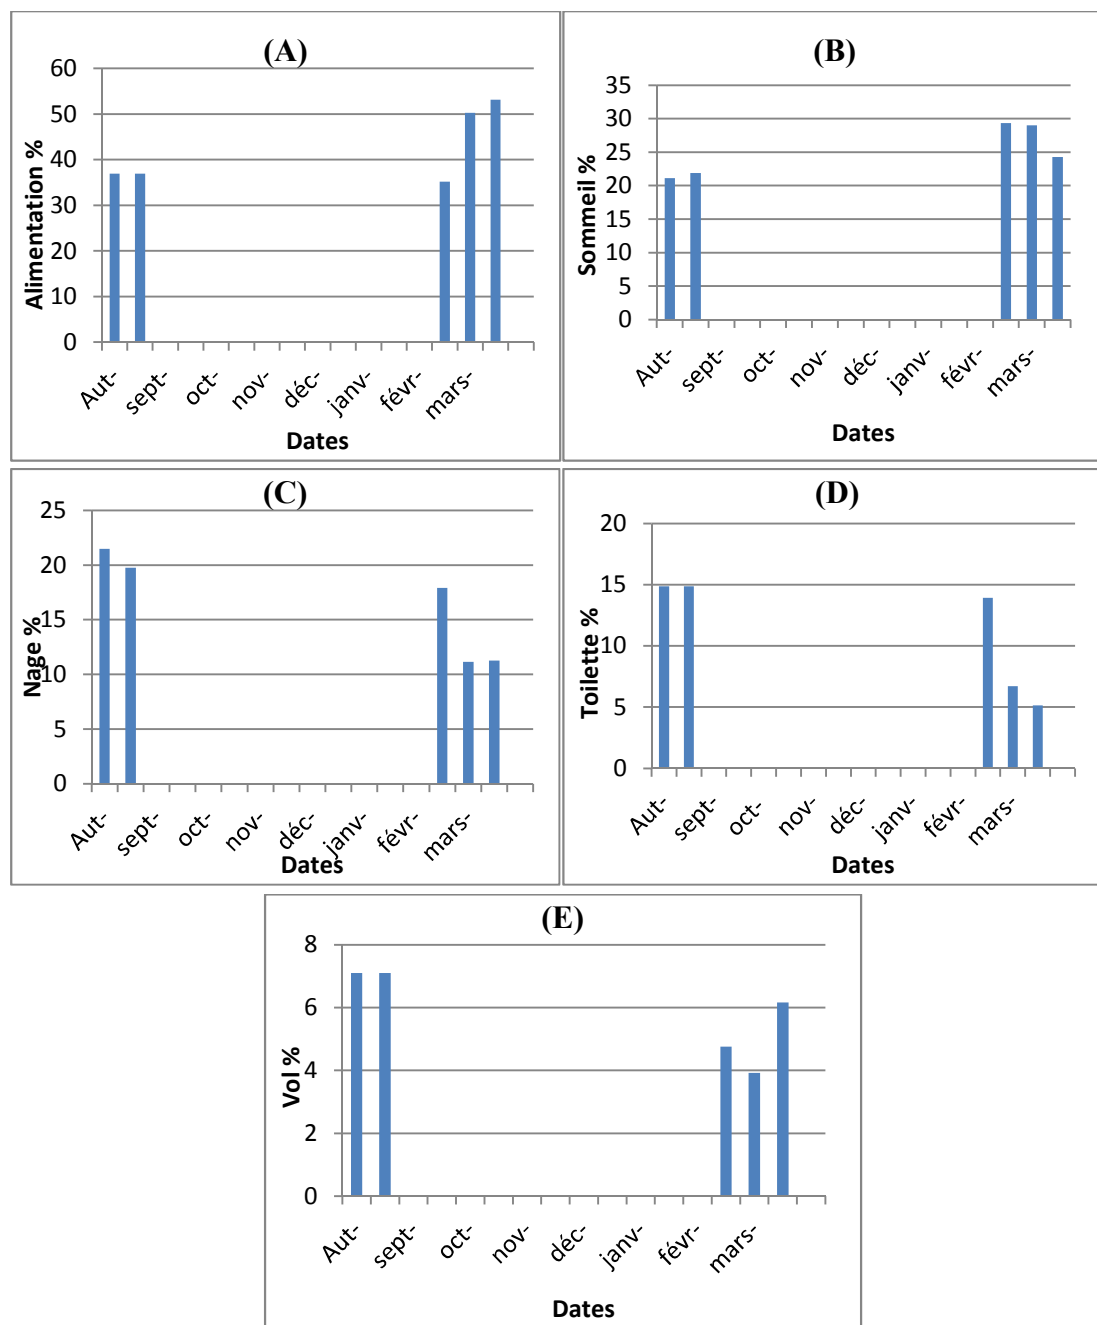 (A)
Alimentation %
60
50
40
30
20
10
0
Aut-
sept-
oct-
nov-
déc-
janv-
févr-
mars-
Dates
(B)
Sommeil %
35
30
25
20
15
10
5
0
Aut-
sept-
oct-
nov-
déc-
janv-
févr-
mars-
Dates
(C)
Nage %
25
20
15
10
5
0
Aut-
sept-
oct-
nov-
déc-
janv-
févr-
mars-
Dates
(D)
Toilette %
20
15
10
5
0
Aut-
sept-
oct-
nov-
déc-
janv-
févr-
mars-
Dates
(E)
Vol %
8
6
4
2
0
Aut-
sept-
oct-
nov-
déc-
janv-
févr-
mars-
Dates